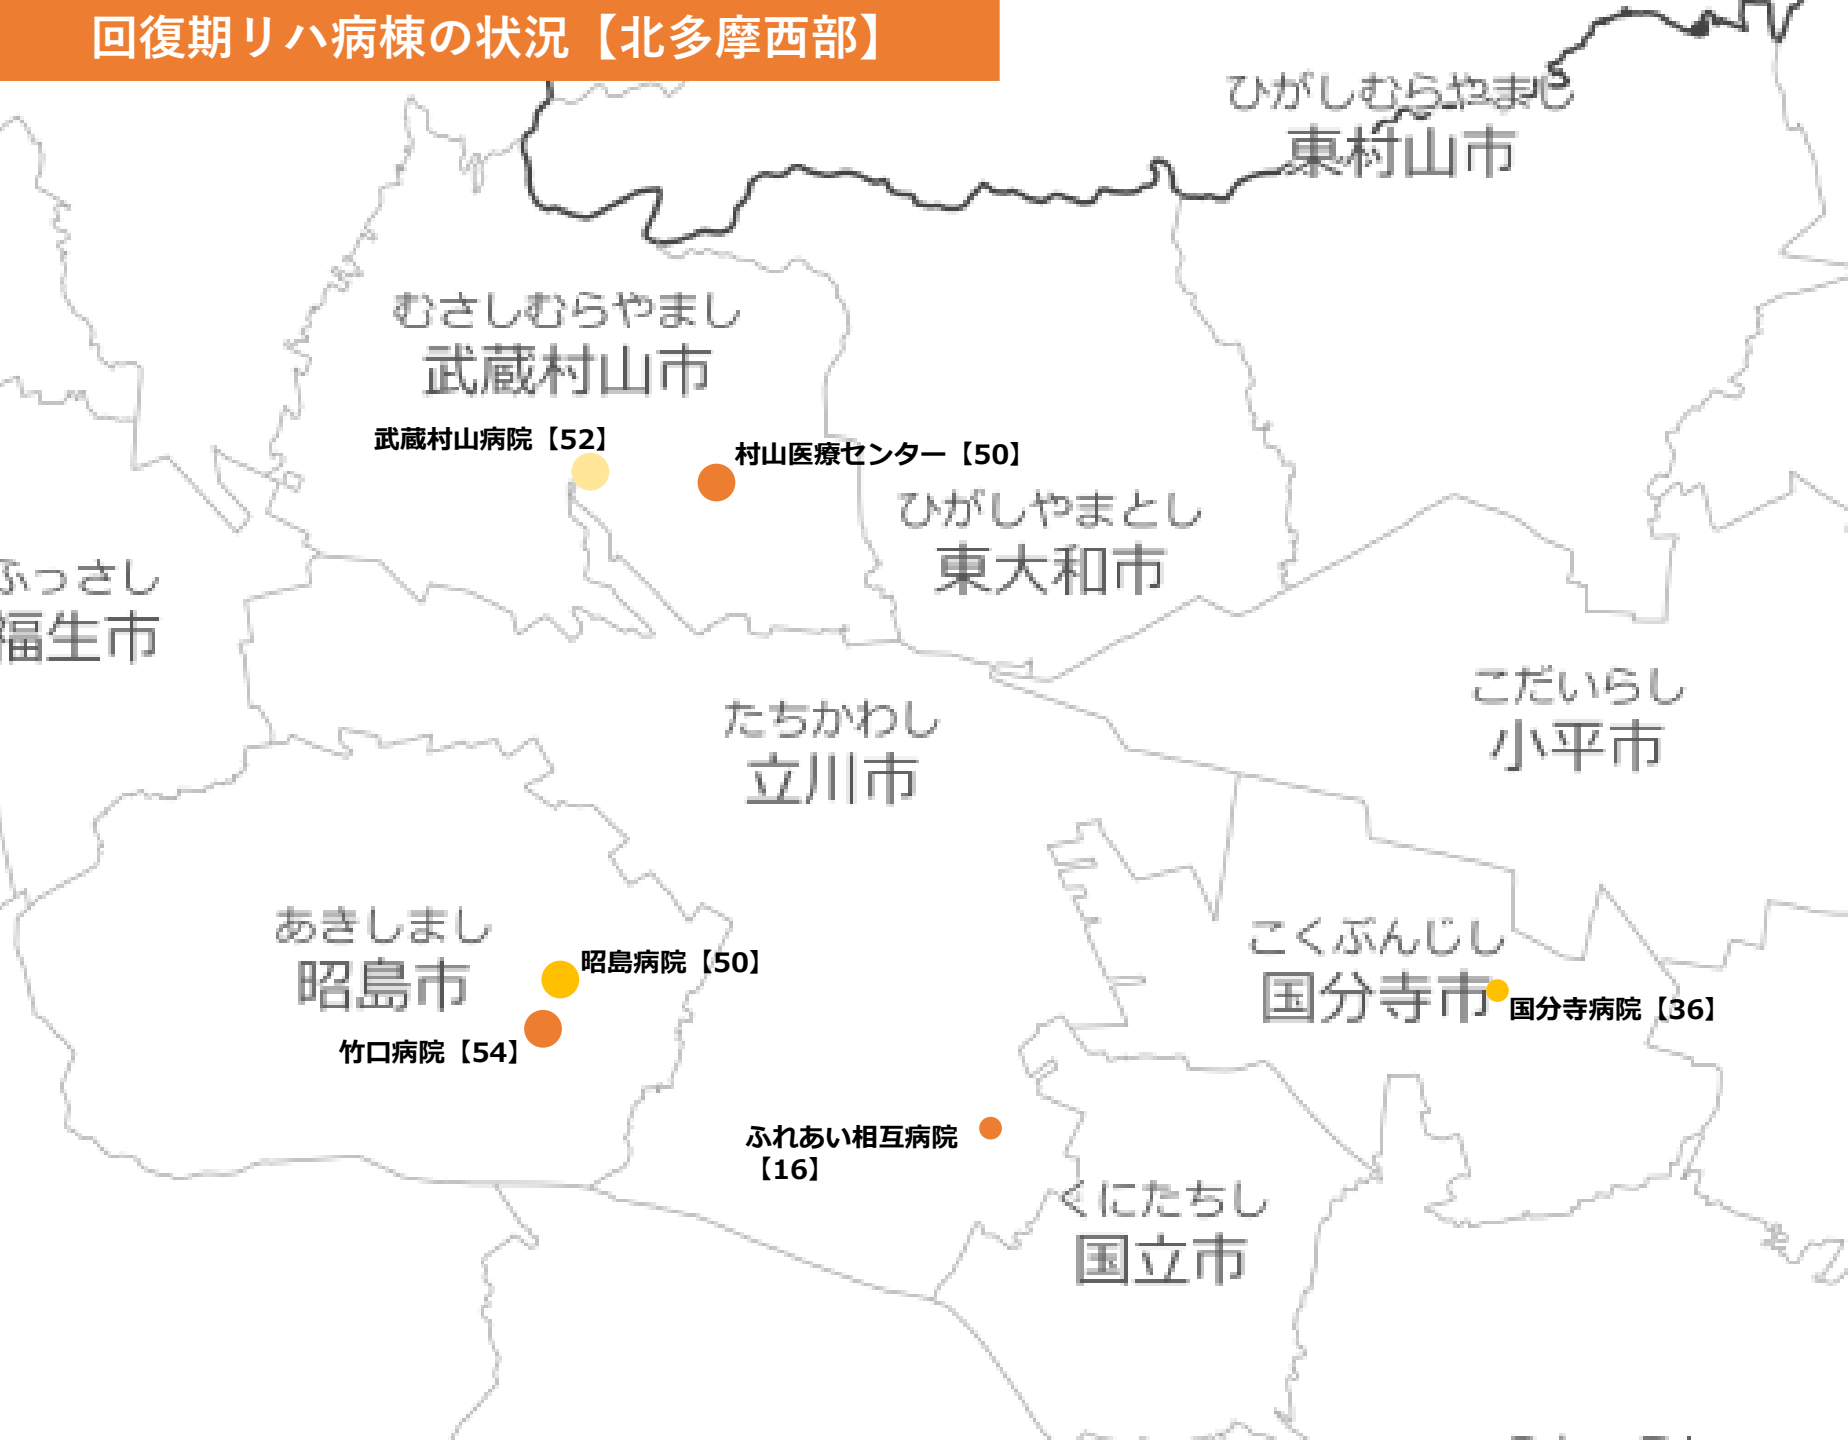 回復期リハ病棟の状況【北多摩西部】
ひがしむらやまし
東村山市
むさしむらやまし
武蔵村山市
武蔵村山病院【52】
村山医療センター【50】
ひがしやまとし
東大和市
ふっさし
福生市
こだいらし
小平市
たちかわし
立川市
あきしまし
昭島市
昭島病院【50】
竹口病院【54】
こくぶんじし
国分寺市
国分寺病院【36】
ふれあい相互病院
【16】
くにたちし
国立市